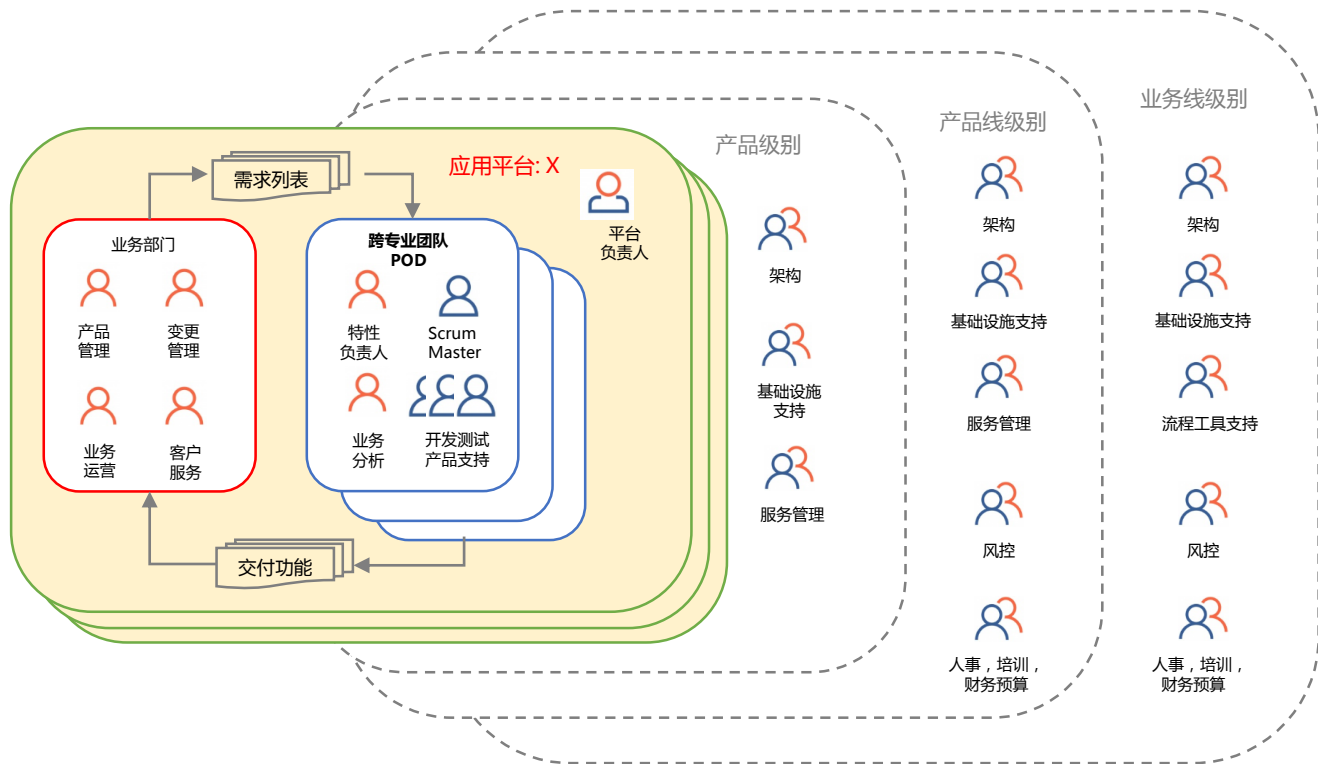 应用平台: X
需求列表
平台
负责人
业务部门
产品
管理
变更
管理
业务
运营
客户
服务
跨专业团队
POD
特性
负责人
Scrum
Master
业务
分析
开发测试
产品支持
交付功能
产品级别
架构
基础设施
支持
服务管理
产品线级别
架构
基础设施支持
服务管理
风控
人事，培训，
财务预算
业务线级别
架构
基础设施支持
流程工具支持
风控
人事，培训，
财务预算